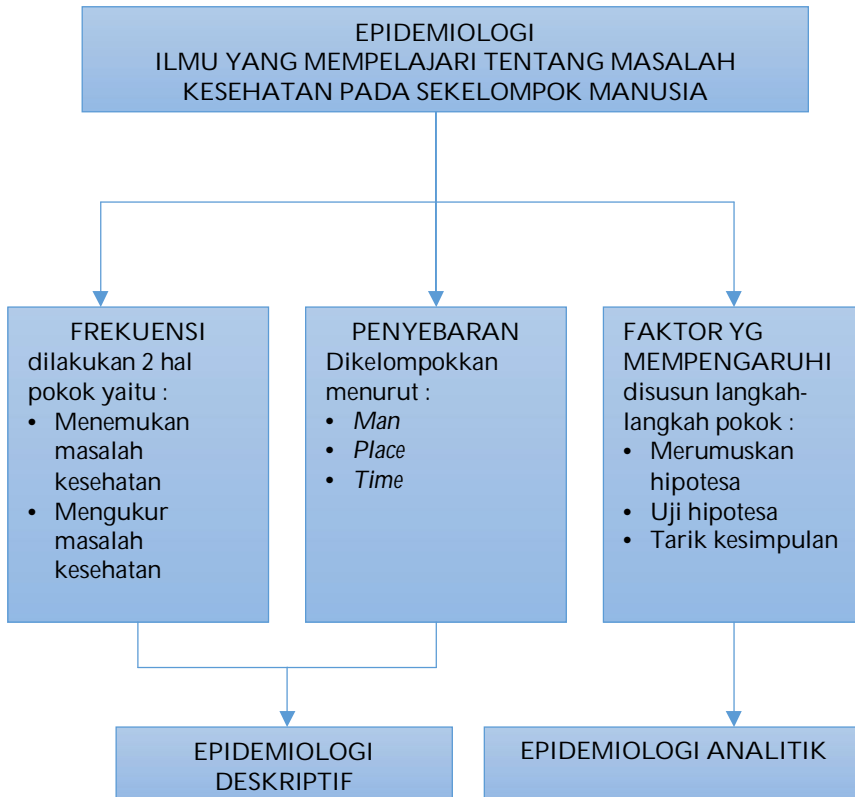 EPIDEMIOLOGI
ILMU YANG MEMPELAJARI TENTANG MASALAH
KESEHATAN PADA SEKELOMPOK MANUSIA
FREKUENSI
dilakukan 2 hal
pokok yaitu :
• Menemukan
masalah
kesehatan
• Mengukur
masalah
kesehatan
PENYEBARAN
Dikelompokkan
menurut :
• Man
• Place
• Time
FAKTOR YG
MEMPENGARUHI
disusun langkah-
langkah pokok :
• Merumuskan
hipotesa
• Uji hipotesa
• Tarik kesimpulan
EPIDEMIOLOGI
DESKRIPTIF
EPIDEMIOLOGI ANALITIK